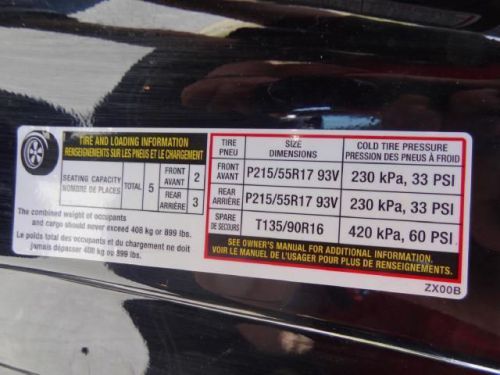 TIRE AND LOADING INFORMATION
RENSEIGNEMENTS SUR LES PNEUS ET LE CHARGEMENT
SEATING CAPACITY
NOMBRE DE PLACES
TOTAL 5
FRONT
AVANT 2
REAR
ARRIÈRE 3
The combined weight of occupants
and cargo should never exceed 408 kg or 899 lbs.
Le poids total des occupants et du chargement ne doit
jamais dépasser 408 kg ou 899 lbs.
TIRE
PNEU
SIZE
DIMENSIONS
COLD TIRE PRESSURE
PRESSION DES PNEUS À FROID
FRONT
AVANT
P215/55R17 93V 230 kPa, 33 PSI
REAR
ARRIÈRE
P215/55R17 93V 230 kPa, 33 PSI
SPARE
DE SECOURS
T135/90R16 420 kPa, 60 PSI
SEE OWNER'S MANUAL FOR ADDITIONAL INFORMATION.
VOIR LE MANUEL DE L'USAGER POUR PLUS DE RENSEIGNEMENTS.
ZX00B